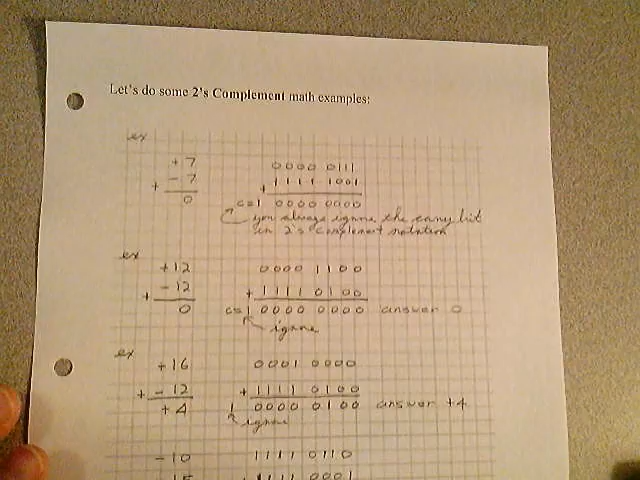 Let's do some 2's Complement math examples:
ex
+7 0000 0111
+ -7 + 1111 1001
0 c=1 0000 0000
you always ignore the carry bit
in 2's complement notation
ex
+12 0000 1100
+ -12 + 1111 0100
0 c=1 0000 0000 answer 0
ignore
ex
+16 0001 0000
+ -12 + 1111 0100
+4 1 0000 0100 answer +4
ignore
-10 1111 0110
-15 + 1111 0001